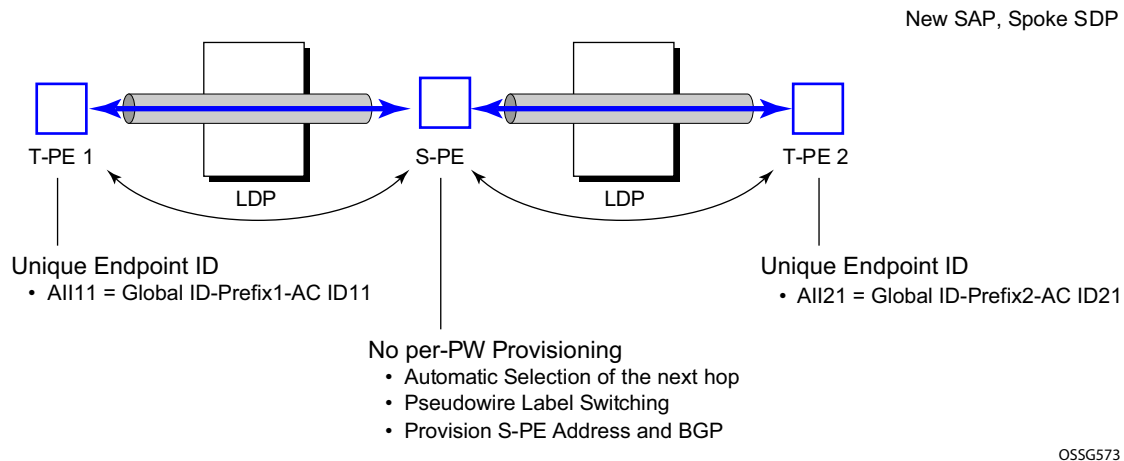 New SAP, Spoke SDP
T-PE 1
S-PE
T-PE 2
LDP
LDP
Unique Endpoint ID
• AII11 = Global ID-Prefix1-AC ID11
Unique Endpoint ID
• AII21 = Global ID-Prefix2-AC ID21
No per-PW Provisioning
• Automatic Selection of the next hop
• Pseudowire Label Switching
• Provision S-PE Address and BGP
OSSG573